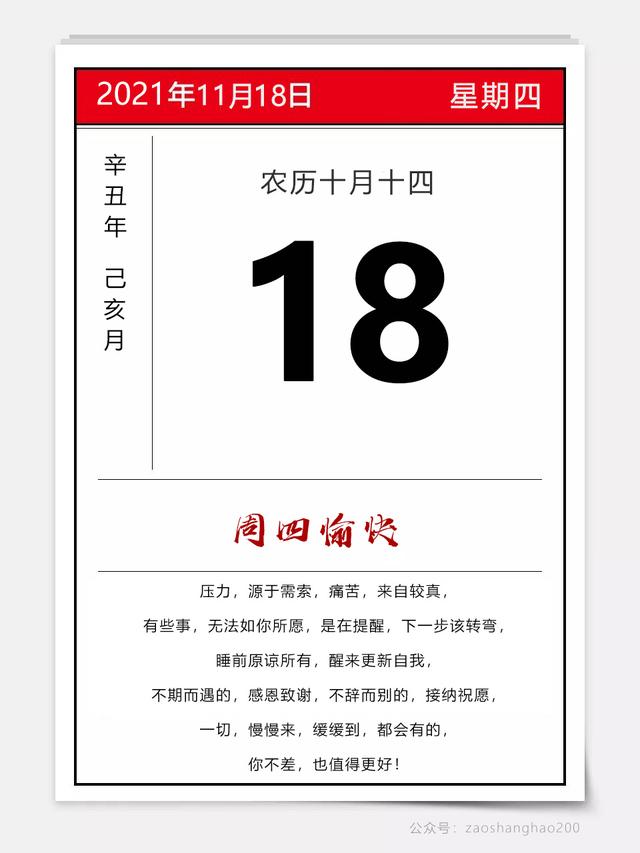 2021年11月18日 星期四
辛丑年 己亥月
农历十月十四
18
周四愉快
压力，源于需索，痛苦，来自较真，
有些事，无法如你所愿，是在提醒，下一步该转弯，
睡前原谅所有，醒来更新自我，
不期而遇的，感恩致谢，不辞而别的，接纳祝愿，
一切，慢慢来，缓缓到，都会有的，
你不差，也值得更好！
公众号：zaoshanghao200